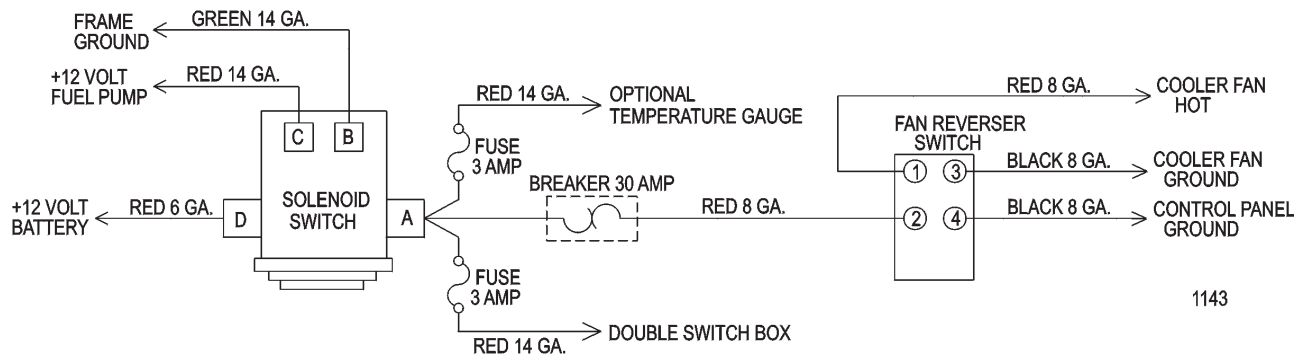 FRAME
GROUND
GREEN 14 GA.
+12 VOLT
FUEL PUMP
RED 14 GA.
C
B
SOLENOID
SWITCH
+12 VOLT
BATTERY
RED 6 GA.
D
A
RED 14 GA.
OPTIONAL
TEMPERATURE GAUGE
FUSE
3 AMP
BREAKER 30 AMP
RED 8 GA.
FUSE
3 AMP
RED 14 GA.
DOUBLE SWITCH BOX
RED 8 GA.
COOLER FAN
HOT
FAN REVERSER
SWITCH
1
3
BLACK 8 GA.
COOLER FAN
GROUND
2
4
BLACK 8 GA.
CONTROL PANEL
GROUND
1143